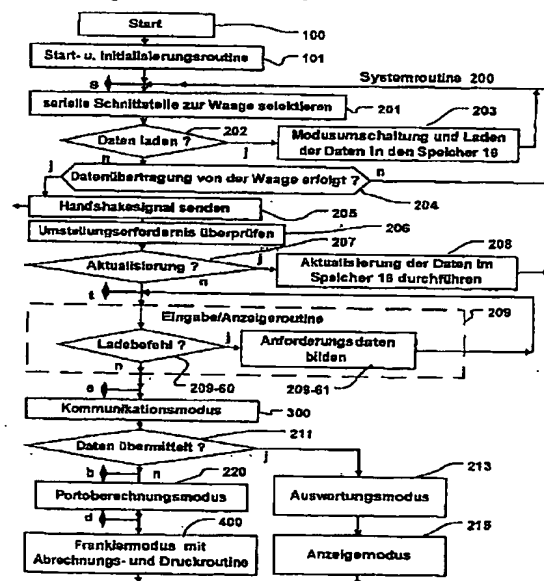 Start
100
Start- u. Initialisierungsroutine
101
s
Systemroutine 200
serielle Schnittstelle zur Waage selektieren
201
203
Daten laden ?
202
j
Modusumschaltung und Laden
der Daten in den Speicher 16
n
j
Datenübertragung von der Waage erfolgt ?
n
204
Handshakesignal senden
205
Umstellungserfordernis überprüfen
206
207
208
Aktualisierung ?
j
Aktualisierung der Daten im
Speicher 16 durchführen
n
t
Eingabe/Anzeigeroutine
209
Ladebefehl ?
j
Anforderungsdaten
bilden
n
209-60
209-61
e
Kommunikationsmodus
300
211
Daten übermittelt ?
j
b
n
220
213
Portoberechnungsmodus
Auswartungsmodus
d
400
215
Frankiermodus mit
Abrechnungs- und Druckroutine
Anzeigemodus